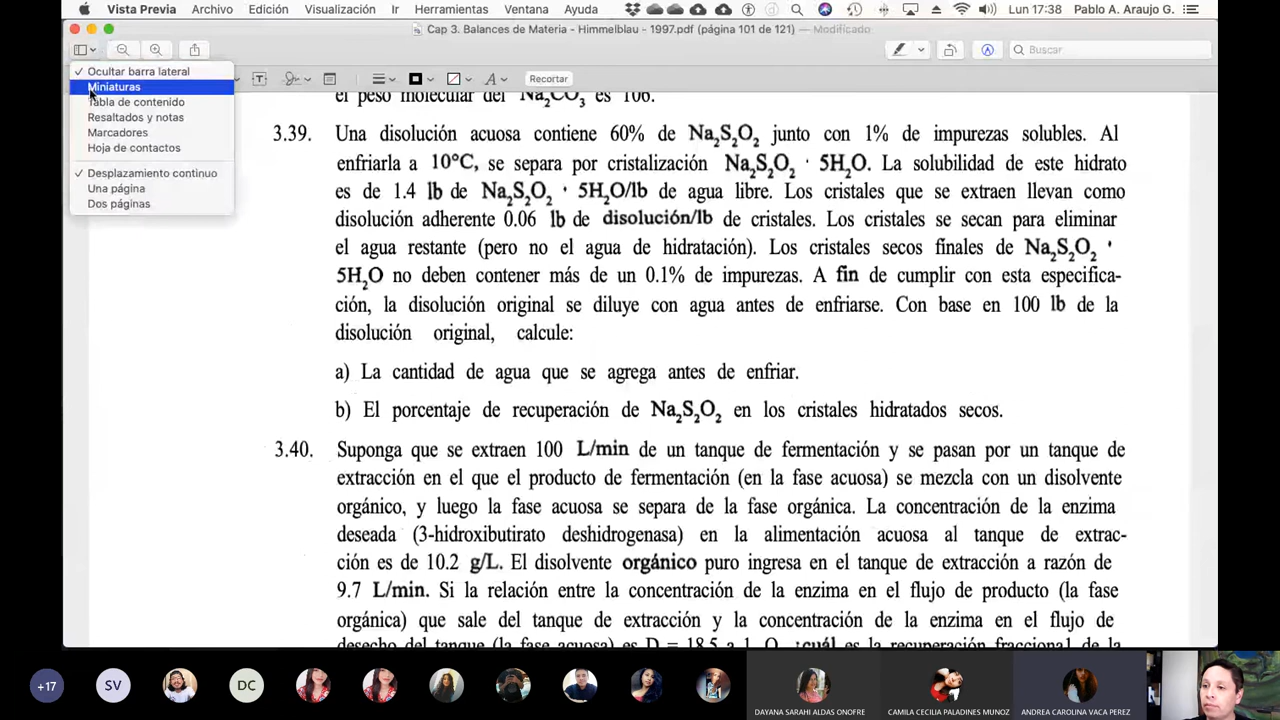 Vista Previa Archivo Edición Visualización Ir Herramientas Ventana Ayuda Lun 17:38 Pablo A. Araujo G.
Cap 3. Balances de Materia - Himmelblau - 1997.pdf (página 101 de 121) — Modificado
Buscar
✓ Ocultar barra lateral
Miniaturas
Tabla de contenido
Resaltados y notas
Marcadores
Hoja de contactos
✓ Desplazamiento continuo
Una página
Dos páginas
Recortar
el peso molecular del Na₂CO₃ es 106.
3.39. Una disolución acuosa contiene 60% de Na₂S₂O₂ junto con 1% de impurezas solubles. Al
enfriarla a 10°C, se separa por cristalización Na₂S₂O₂ · 5H₂O. La solubilidad de este hidrato
es de 1.4 lb de Na₂S₂O₂ · 5H₂O/lb de agua libre. Los cristales que se extraen llevan como
disolución adherente 0.06 lb de disolución/lb de cristales. Los cristales se secan para eliminar
el agua restante (pero no el agua de hidratación). Los cristales secos finales de Na₂S₂O₂ ·
5H₂O no deben contener más de un 0.1% de impurezas. A fin de cumplir con esta especifica-
ción, la disolución original se diluye con agua antes de enfriarse. Con base en 100 lb de la
disolución original, calcule:
a) La cantidad de agua que se agrega antes de enfriar.
b) El porcentaje de recuperación de Na₂S₂O₂ en los cristales hidratados secos.
3.40. Suponga que se extraen 100 L/min de un tanque de fermentación y se pasan por un tanque de
extracción en el que el producto de fermentación (en la fase acuosa) se mezcla con un disolvente
orgánico, y luego la fase acuosa se separa de la fase orgánica. La concentración de la enzima
deseada (3-hidroxibutirato deshidrogenasa) en la alimentación acuosa al tanque de extrac-
ción es de 10.2 g/L. El disolvente orgánico puro ingresa en el tanque de extracción a razón de
9.7 L/min. Si la relación entre la concentración de la enzima en el flujo de producto (la fase
orgánica) que sale del tanque de extracción y la concentración de la enzima en el flujo de
desecho del tanque (la fase acuosa) es D = 18.5 a 1, ¿cuál es la recuperación fraccional de la
+17 SV DC
DAYANA SARAHI ALDAS ONOFRE
CAMILA CECILIA PALADINES MUNOZ
ANDREA CAROLINA VACA PEREZ